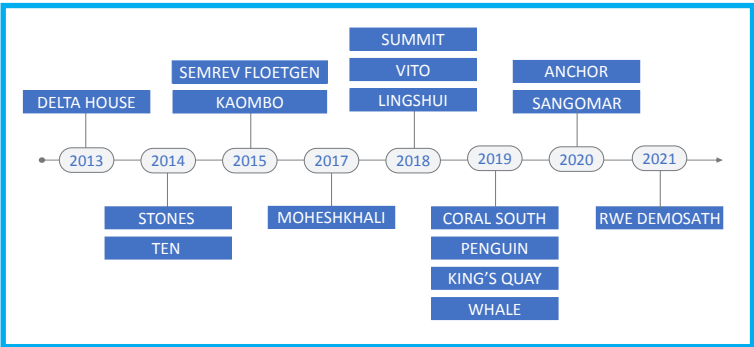 SUMMIT
SEMREV FLOETGEN
VITO
ANCHOR
DELTA HOUSE
KAOMBO
LINGSHUI
SANGOMAR
2013
2014
2015
2017
2018
2019
2020
2021
STONES
MOHESHKHALI
CORAL SOUTH
RWE DEMOSATH
TEN
PENGUIN
KING'S QUAY
WHALE